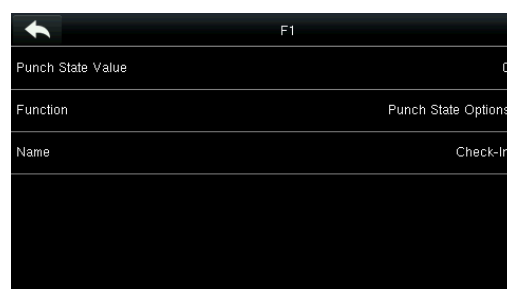 F1
Punch State Value 0
Function Punch State Options
Name Check-In